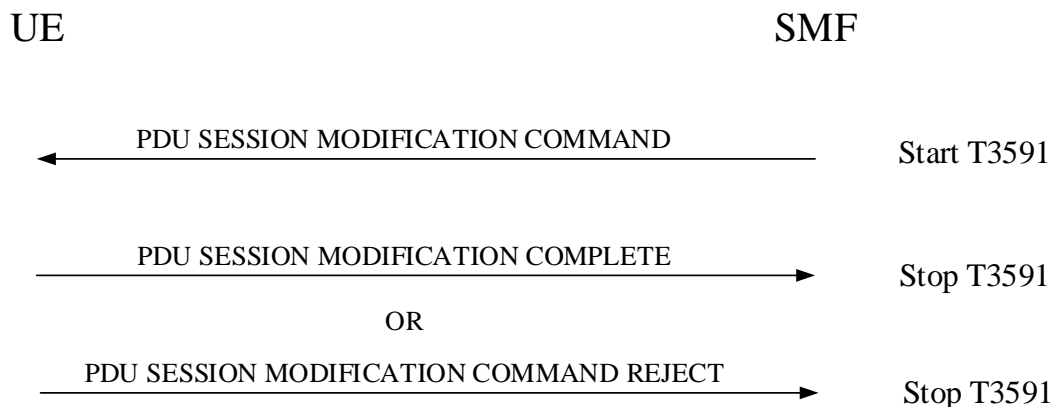 UE SMF
PDU SESSION MODIFICATION COMMAND Start T3591
PDU SESSION MODIFICATION COMPLETE Stop T3591
OR
PDU SESSION MODIFICATION COMMAND REJECT Stop T3591